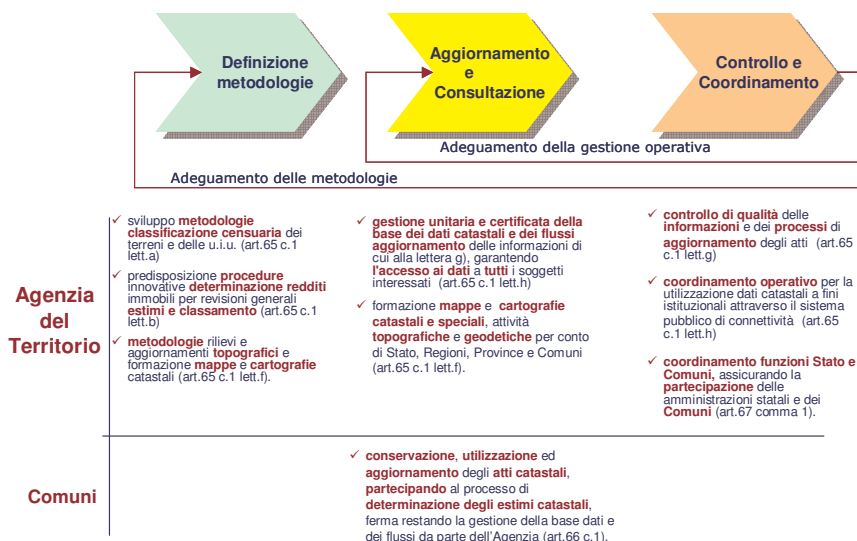 Definizione
metodologie
Aggiornamento
e
Consultazione
Controllo e
Coordinamento
Adeguamento della gestione operativa
Adeguamento delle metodologie
Agenzia
del
Territorio
✓ sviluppo metodologie
classificazione censuaria dei
terreni e delle u.i.u. (art.65 c.1
lett.a)
✓ predisposizione procedure
innovative determinazione redditi
immobili per revisioni generali
estimi e classamento (art.65 c.1
lett.b)
✓ metodologie rilievi e
aggiornamenti topografici e
formazione mappe e cartografie
catastali (art.65 c.1 lett.f).
✓ gestione unitaria e certificata della
base dei dati catastali e dei flussi
aggiornamento delle informazioni di
cui alla lettera g), garantendo
l'accesso ai dati a tutti i soggetti
interessati (art.65 c.1 lett.h)
✓ formazione mappe e cartografie
catastali e speciali, attività
topografiche e geodetiche per conto
di Stato, Regioni, Province e Comuni
(art.65 c.1 lett.f).
✓ controllo di qualità delle
informazioni e dei processi di
aggiornamento degli atti (art.65
c.1 lett.g)
✓ coordinamento operativo per la
utilizzazione dati catastali a fini
istituzionali attraverso il sistema
pubblico di connettività (art.65
c.1 lett.h)
✓ coordinamento funzioni Stato e
Comuni, assicurando la
partecipazione delle
amministrazioni statali e dei
Comuni (art.67 comma 1).
Comuni
✓ conservazione, utilizzazione ed
aggiornamento degli atti catastali,
partecipando al processo di
determinazione degli estimi catastali,
ferma restando la gestione della base dati e
dei flussi da parte dell'Agenzia (art.66 c.1).